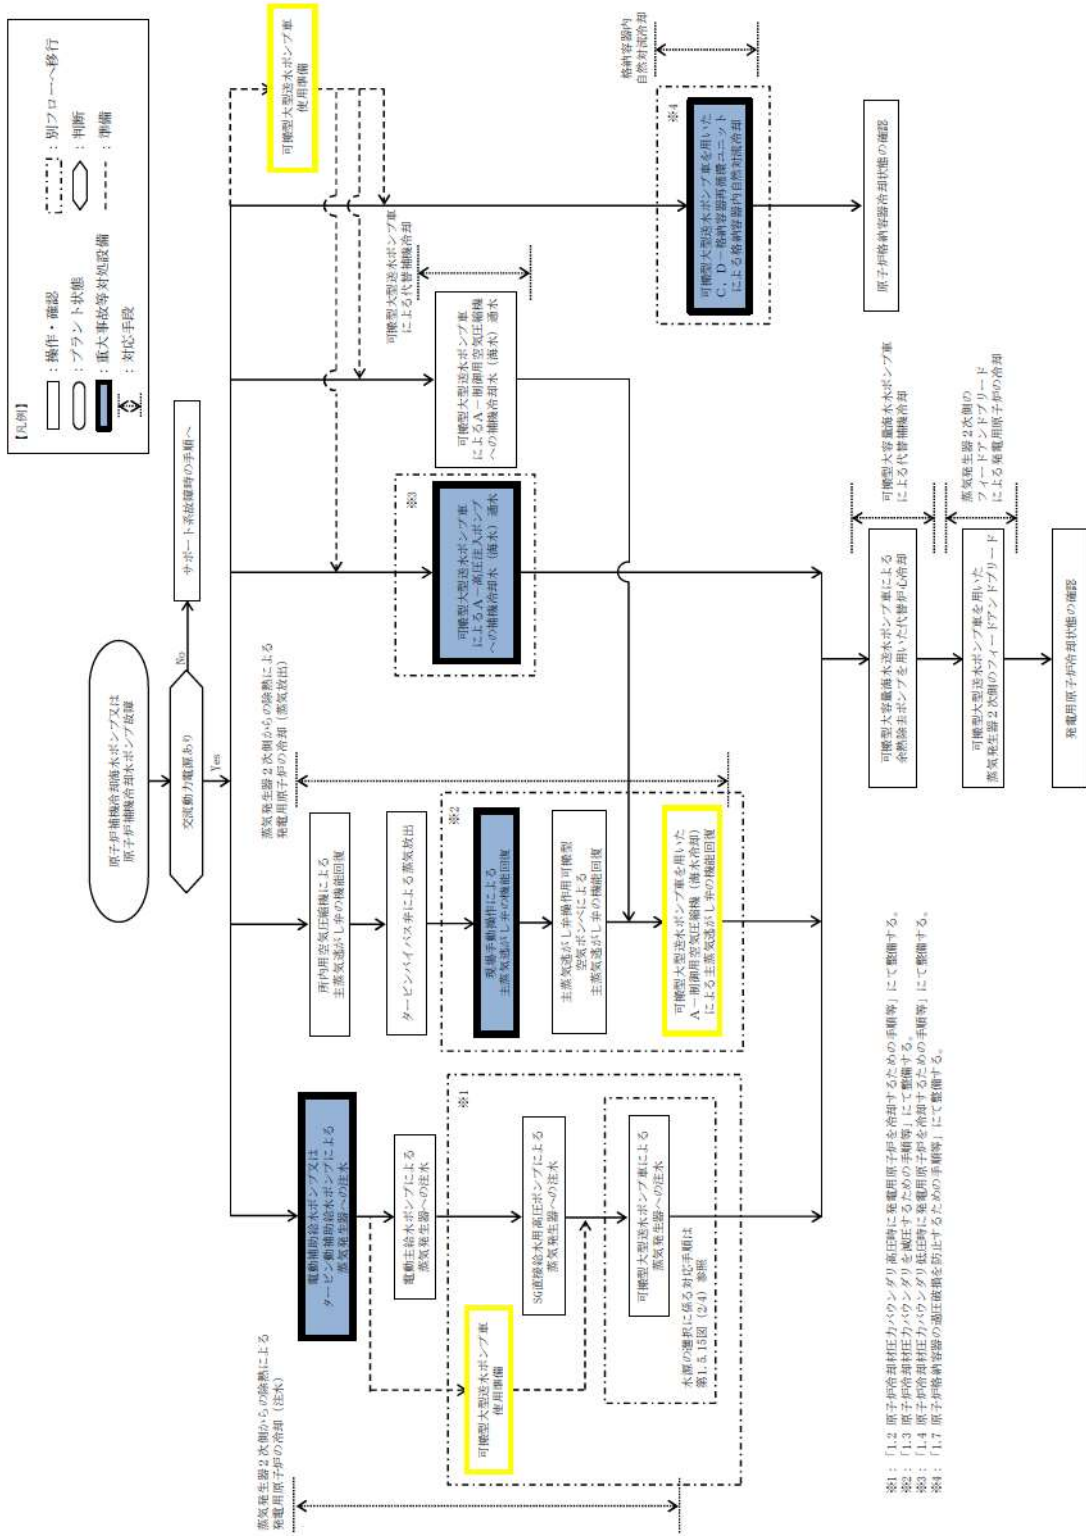 【凡例】
：操作・確認
：プラント状態
：重大事故等対処設備
：対応手段
：別フローへ移行
：判断
：準備
原子炉補機冷却海水ポンプ又は
原子炉補機冷却水ポンプ故障
交流動力電源あり
No
サポート系故障時の手順へ
Yes
蒸気発生器２次側からの除熱による
発電用原子炉の冷却（注水）
電動補助給水ポンプ又は
タービン動補助給水ポンプによる
蒸気発生器への注水
電動主給水ポンプによる
蒸気発生器への注水
※1
可搬型大型送水ポンプ車
使用準備
SG直接給水用高圧ポンプによる
蒸気発生器への注水
可搬型大型送水ポンプ車による
蒸気発生器への注水
水源の選択に係る対応手順は
第1.5.15図（2/4）参照
蒸気発生器２次側からの除熱による
発電用原子炉の冷却（蒸気放出）
所内用空気圧縮機による
主蒸気逃がし弁の機能回復
タービンバイパス弁による蒸気放出
※2
現場手動操作による
主蒸気逃がし弁の機能回復
主蒸気逃がし弁操作用可搬型
空気ボンベによる
主蒸気逃がし弁の機能回復
可搬型大型送水ポンプ車を用いた
Ａ－制御用空気圧縮機（海水冷却）
による主蒸気逃がし弁の機能回復
※3
可搬型大型送水ポンプ車
によるＡ－高圧注入ポンプ
への補機冷却水（海水）通水
可搬型大型送水ポンプ車
による代替補機冷却
可搬型大型送水ポンプ車
によるＡ－制御用空気圧縮機
への補機冷却水（海水）通水
可搬型大型送水ポンプ車
使用準備
格納容器内
自然対流冷却
※4
可搬型大型送水ポンプ車を用いた
Ｃ，Ｄ－格納容器再循環ユニット
による格納容器内自然対流冷却
原子炉格納容器冷却状態の確認
可搬型大容量海水送水ポンプ車による
余熱除去ポンプを用いた代替炉心冷却
可搬型大容量海水水ポンプ車
による代替補機冷却
可搬型大型送水ポンプ車を用いた
蒸気発生器２次側のフィードアンドブリード
蒸気発生器２次側の
フィードアンドブリード
による発電用原子炉の冷却
発電用原子炉冷却状態の確認
※1：「1.2 原子炉冷却材圧力バウンダリ高圧時に発電用原子炉を冷却するための手順等」にて整備する。
※2：「1.3 原子炉冷却材圧力バウンダリを減圧するための手順等」にて整備する。
※3：「1.4 原子炉冷却材圧力バウンダリ低圧時に発電用原子炉を冷却するための手順等」にて整備する。
※4：「1.7 原子炉格納容器の過圧破損を防止するための手順等」にて整備する。